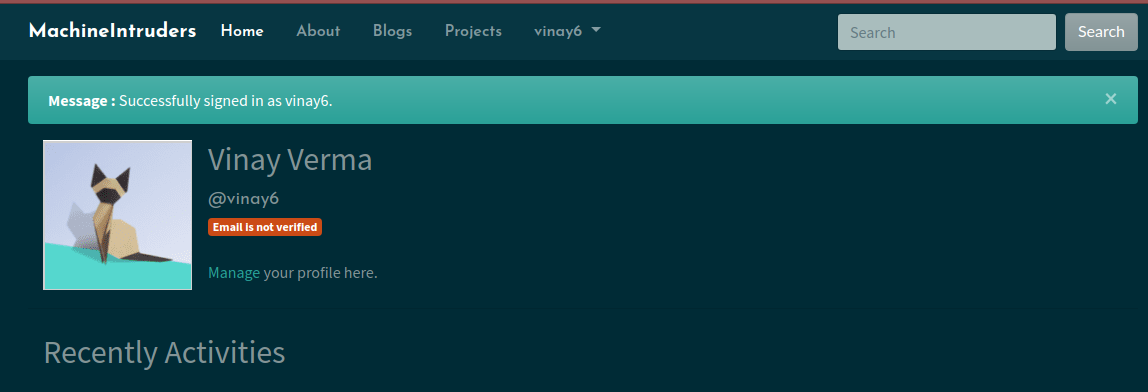 MachineIntruders Home About Blogs Projects vinay6 Search Search
Message : Successfully signed in as vinay6. ×
Vinay Verma
@vinay6
Email is not verified
Manage your profile here.
Recently Activities